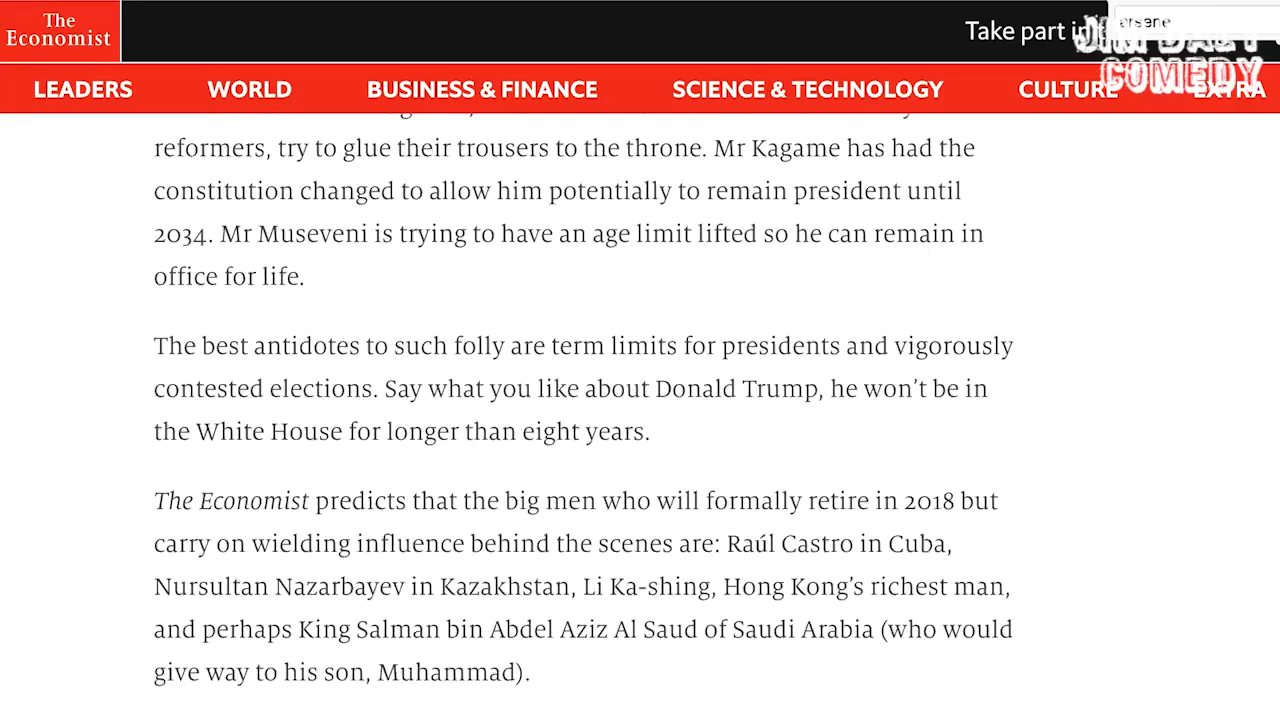 The
Economist
Take part in th
arsene
JIM DALY
COMEDY
LEADERS
WORLD
BUSINESS & FINANCE
SCIENCE & TECHNOLOGY
CULTURE
EXTRA
reformers, try to glue their trousers to the throne. Mr Kagame has had the
constitution changed to allow him potentially to remain president until
2034. Mr Museveni is trying to have an age limit lifted so he can remain in
office for life.
The best antidotes to such folly are term limits for presidents and vigorously
contested elections. Say what you like about Donald Trump, he won’t be in
the White House for longer than eight years.
The Economist predicts that the big men who will formally retire in 2018 but
carry on wielding influence behind the scenes are: Raúl Castro in Cuba,
Nursultan Nazarbayev in Kazakhstan, Li Ka-shing, Hong Kong’s richest man,
and perhaps King Salman bin Abdel Aziz Al Saud of Saudi Arabia (who would
give way to his son, Muhammad).